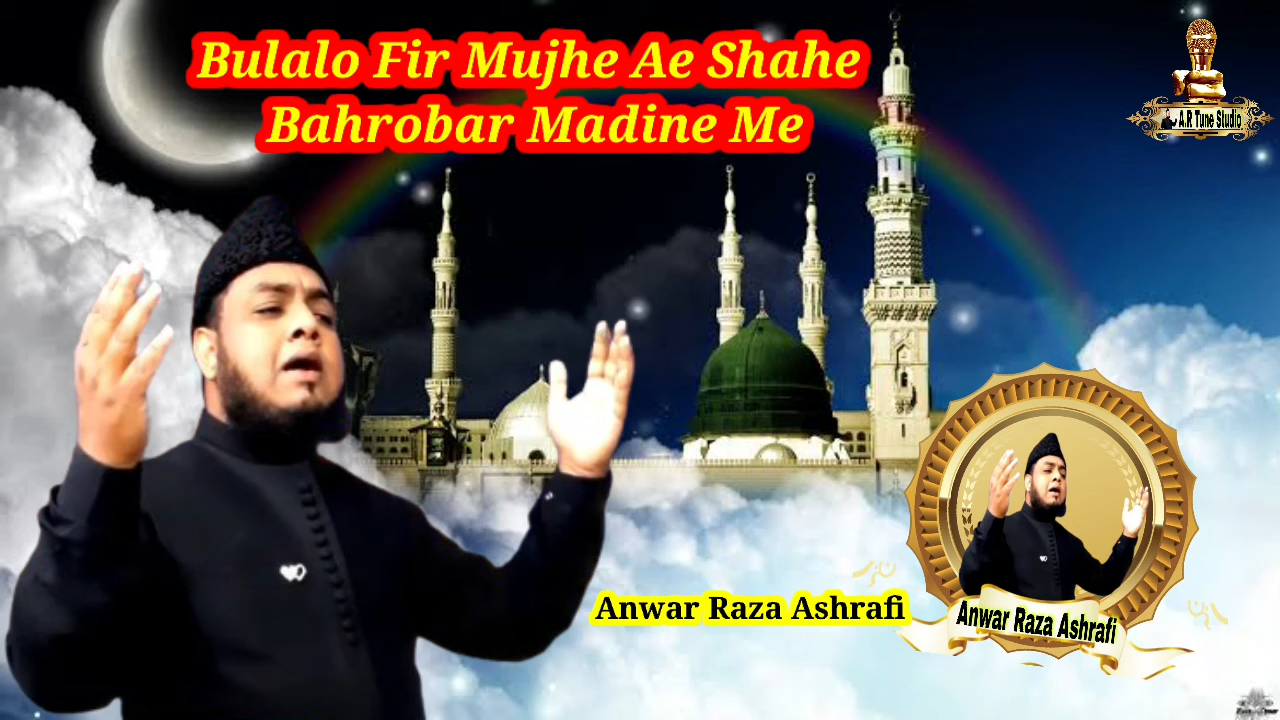 Bulalo Fir Mujhe Ae Shahe
Bahrobar Madine Me
A.R Tune Studio
Anwar Raza Ashrafi
Anwar Raza Ashrafi